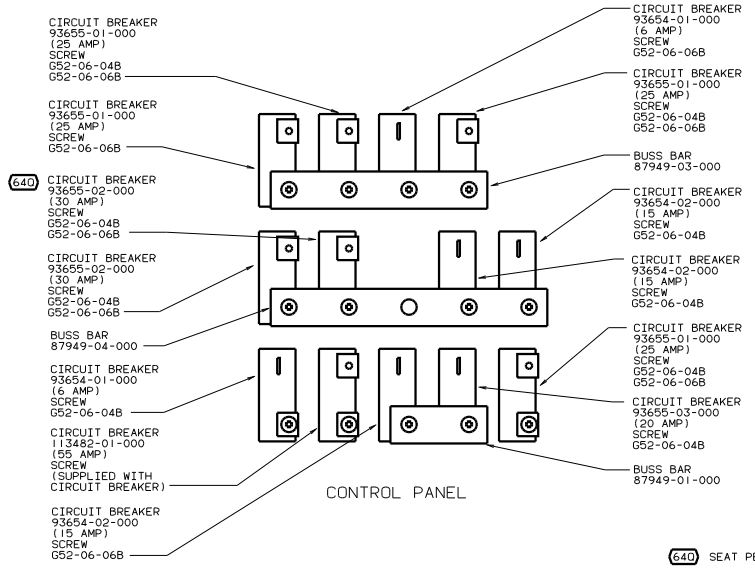 CIRCUIT BREAKER
93655-01-000
(25 AMP)
SCREW
G52-06-04B
G52-06-06B
CIRCUIT BREAKER
93655-01-000
(25 AMP)
SCREW
G52-06-06B
64Q
CIRCUIT BREAKER
93655-02-000
(30 AMP)
SCREW
G52-06-04B
G52-06-06B
CIRCUIT BREAKER
93655-02-000
(30 AMP)
SCREW
G52-06-04B
G52-06-06B
BUSS BAR
87949-04-000
CIRCUIT BREAKER
93654-01-000
(6 AMP)
SCREW
G52-06-04B
CIRCUIT BREAKER
113482-01-000
(55 AMP)
SCREW
(SUPPLIED WITH
CIRCUIT BREAKER)
CIRCUIT BREAKER
93654-02-000
(15 AMP)
SCREW
G52-06-06B
CIRCUIT BREAKER
93654-01-000
(6 AMP)
SCREW
G52-06-06B
CIRCUIT BREAKER
93655-01-000
(25 AMP)
SCREW
G52-06-04B
G52-06-06B
BUSS BAR
87949-03-000
CIRCUIT BREAKER
93654-02-000
(15 AMP)
SCREW
G52-06-04B
CIRCUIT BREAKER
93654-02-000
(15 AMP)
SCREW
G52-06-04B
CIRCUIT BREAKER
93655-01-000
(25 AMP)
SCREW
G52-06-04B
G52-06-06B
CIRCUIT BREAKER
93655-03-000
(20 AMP)
SCREW
G52-06-04B
BUSS BAR
87949-01-000
CONTROL PANEL
64Q SEAT PE